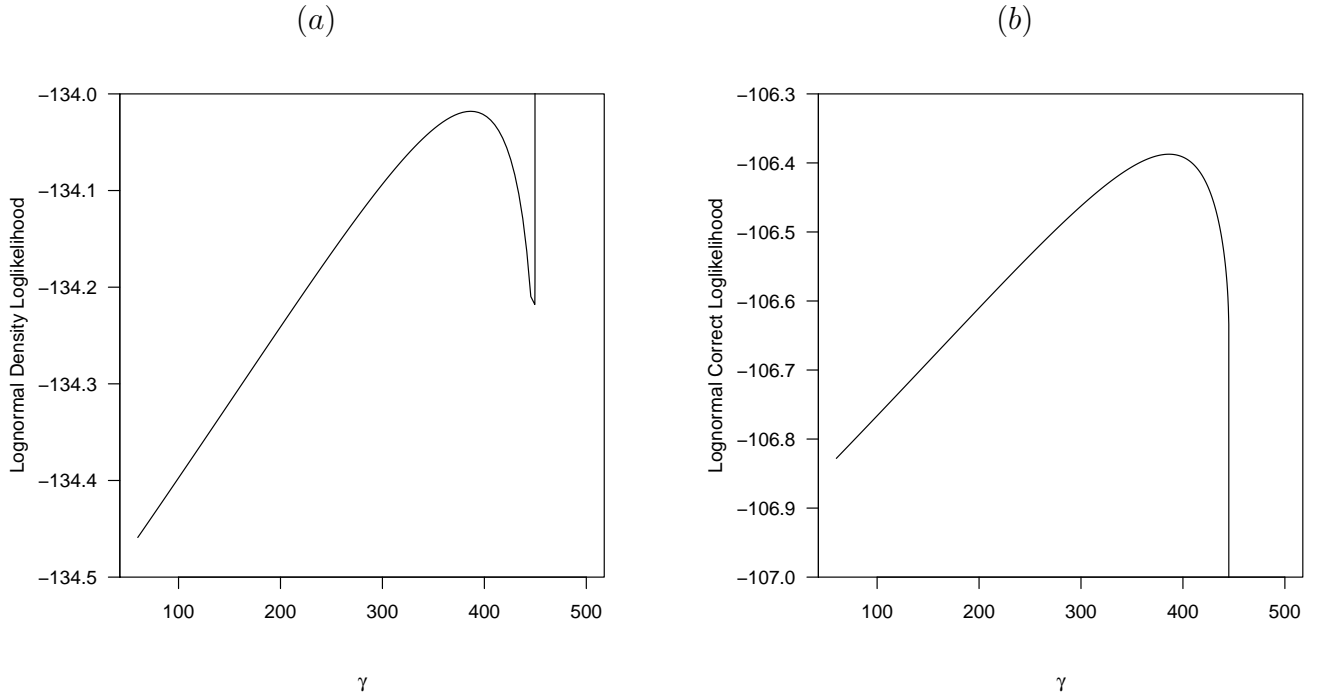 (a)
Lognormal Density Loglikelihood
−134.0
−134.1
−134.2
−134.3
−134.4
−134.5
100 200 300 400 500
γ
(b)
Lognormal Correct Loglikelihood
−106.3
−106.4
−106.5
−106.6
−106.7
−106.8
−106.9
−107.0
100 200 300 400 500
γ